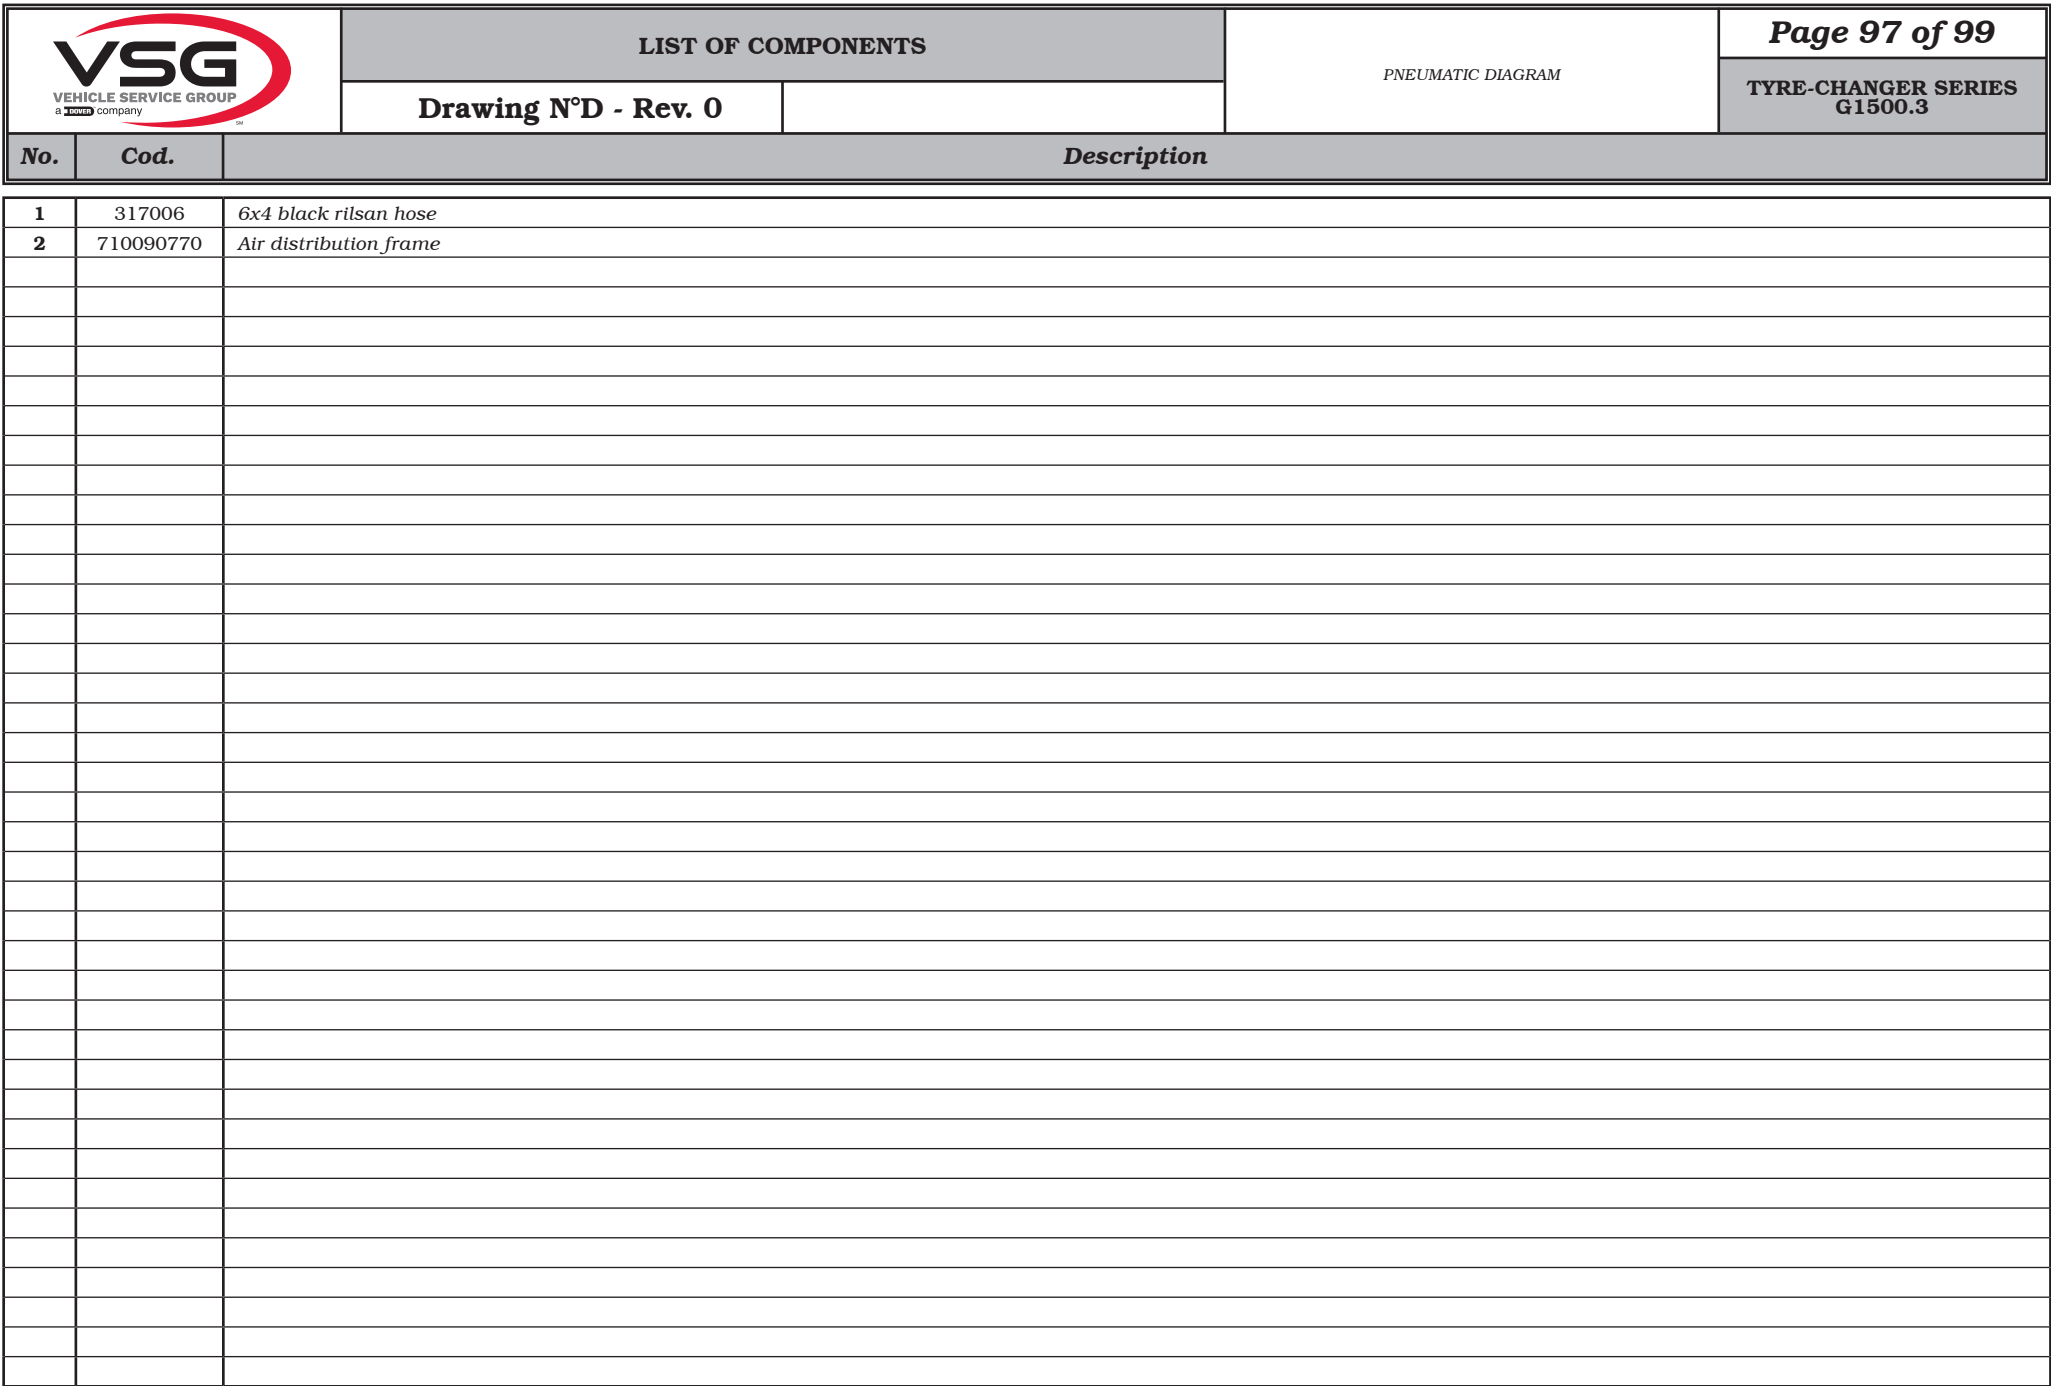 VSG
VEHICLE SERVICE GROUP
a DOVER company
SM
LIST OF COMPONENTS
Drawing N°D - Rev. 0
PNEUMATIC DIAGRAM
Page 97 of 99
TYRE-CHANGER SERIES
G1500.3
No. Cod. Description
1 317006 6x4 black rilsan hose
2 710090770 Air distribution frame